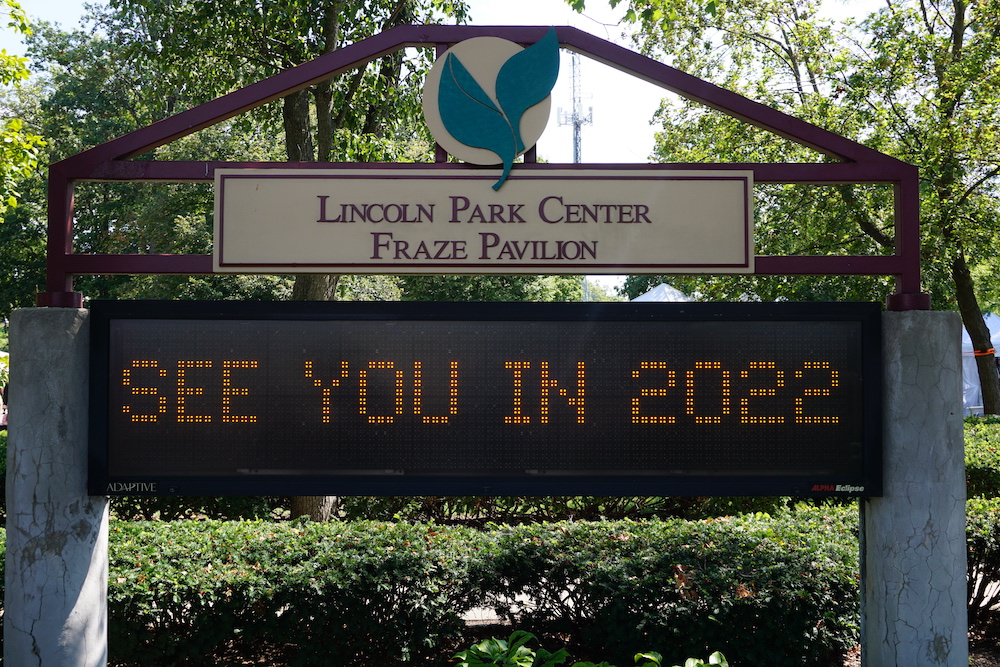 LINCOLN PARK CENTER
FRAZE PAVILION
SEE YOU IN 2022
ADAPTIVE
ALPHA Eclipse